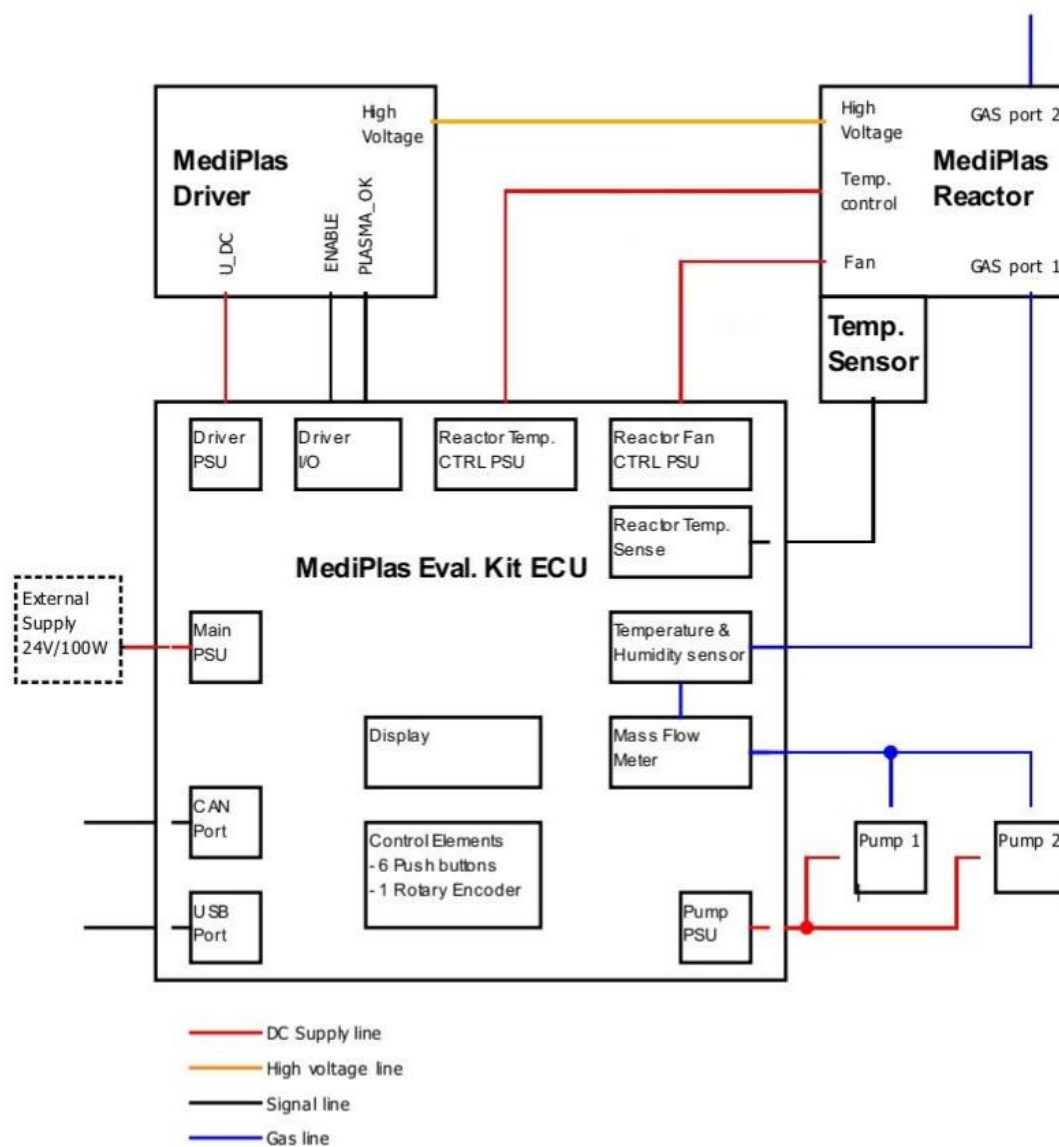 High
Voltage
MediPlas
Driver
U_DC
ENABLE
PLASMA_OK
High
Voltage
GAS port 2
MediPlas
Reactor
Temp.
control
Fan
GAS port 1
Temp.
Sensor
Driver
PSU
Driver
I/O
Reactor Temp.
CTRL PSU
Reactor Fan
CTRL PSU
Reactor Temp.
Sense
MediPlas Eval. Kit ECU
External
Supply
24V/100W
Main
PSU
Temperature &
Humidity sensor
Display
Mass Flow
Meter
CAN
Port
Control Elements
- 6 Push buttons
- 1 Rotary Encoder
Pump 1
Pump 2
USB
Port
Pump
PSU
DC Supply line
High voltage line
Signal line
Gas line